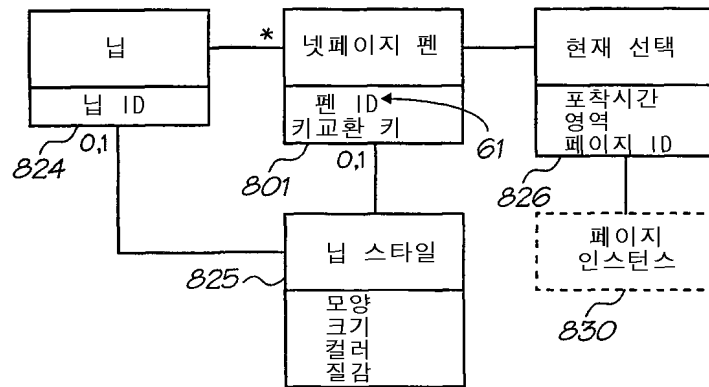 닙
*
넷페이지 펜
현재 선택
닙 ID
펜 ID
키교환 키
61
포착시간
영역
페이지 ID
824
0,1
801
0,1
826
닙 스타일
페이지
인스턴스
825
모양
크기
컬러
질감
830